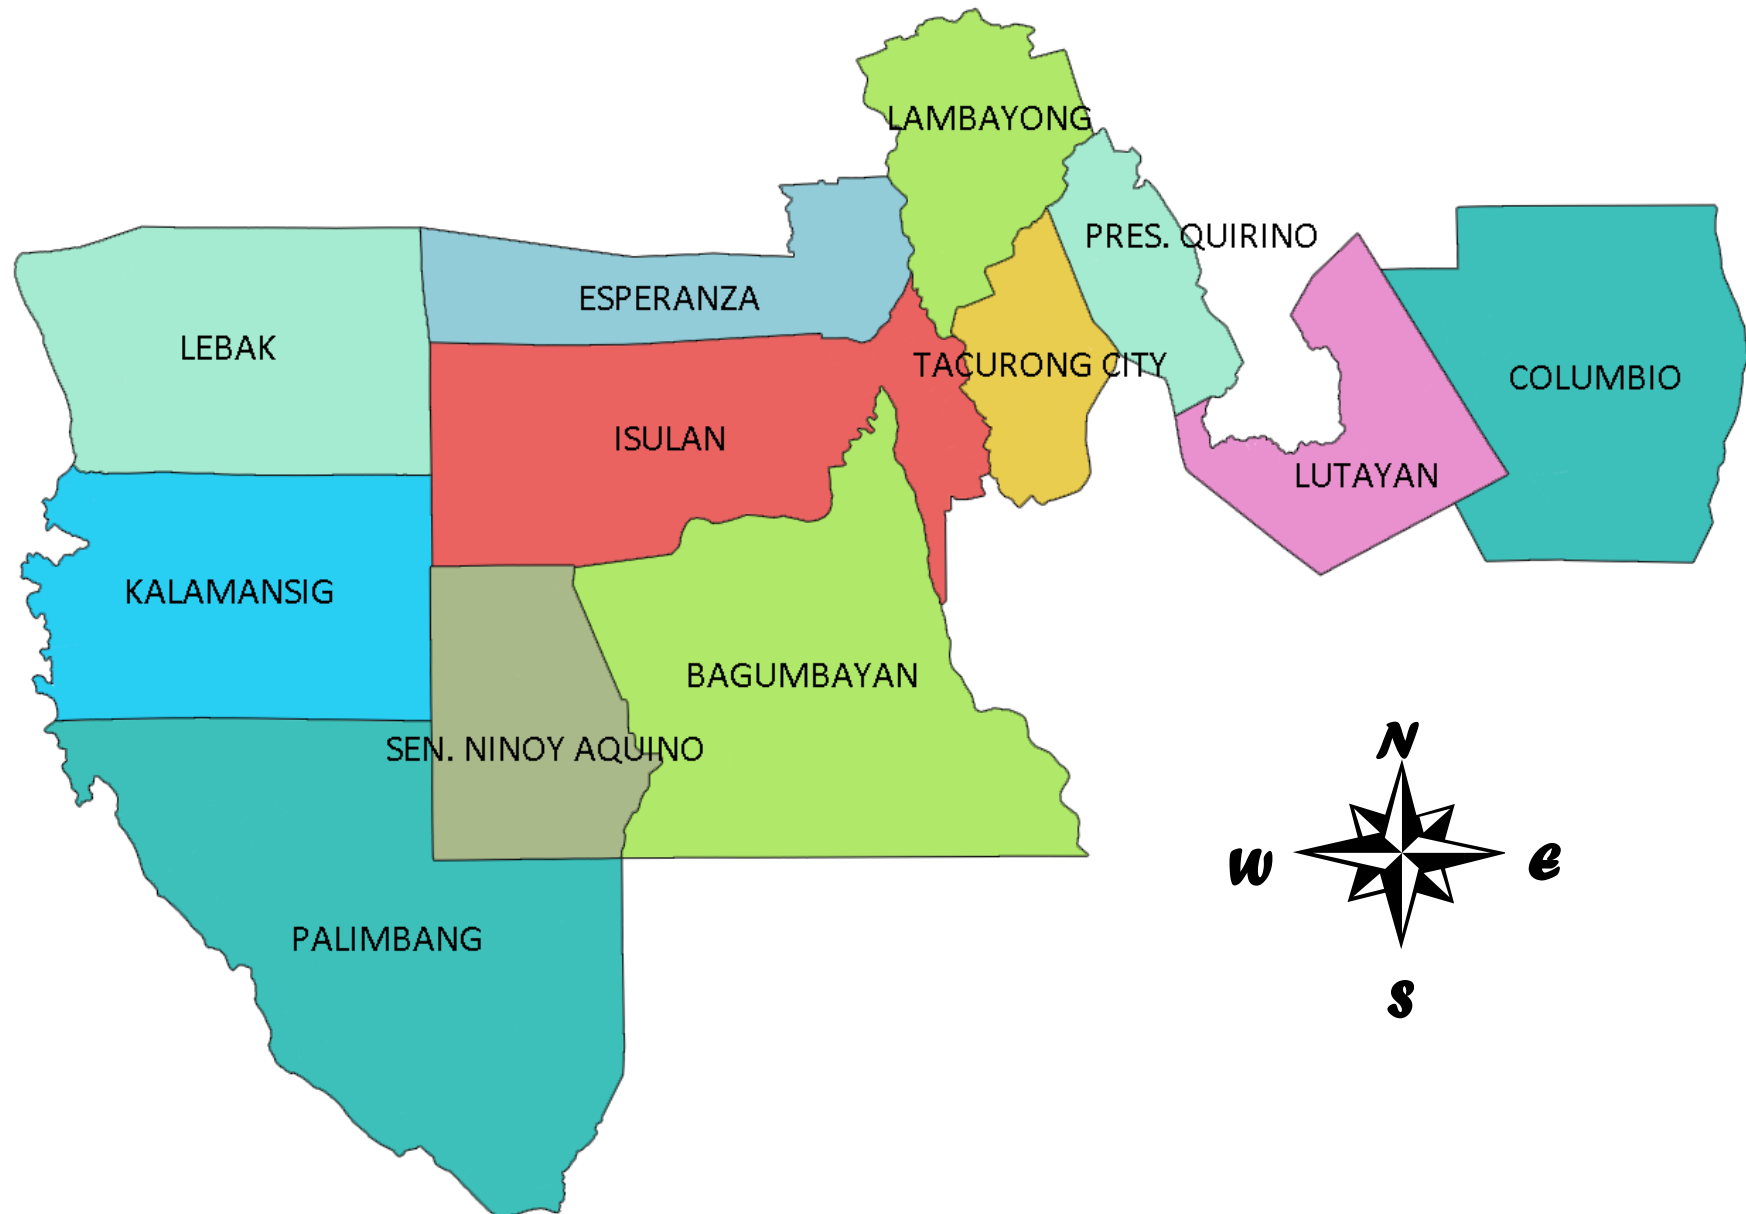 LAMBAYONG
PRES. QUIRINO
ESPERANZA
LEBAK
TACURONG CITY
COLUMBIO
ISULAN
LUTAYAN
KALAMANSIG
BAGUMBAYAN
SEN. NINOY AQUINO
PALIMBANG
N
W
E
S